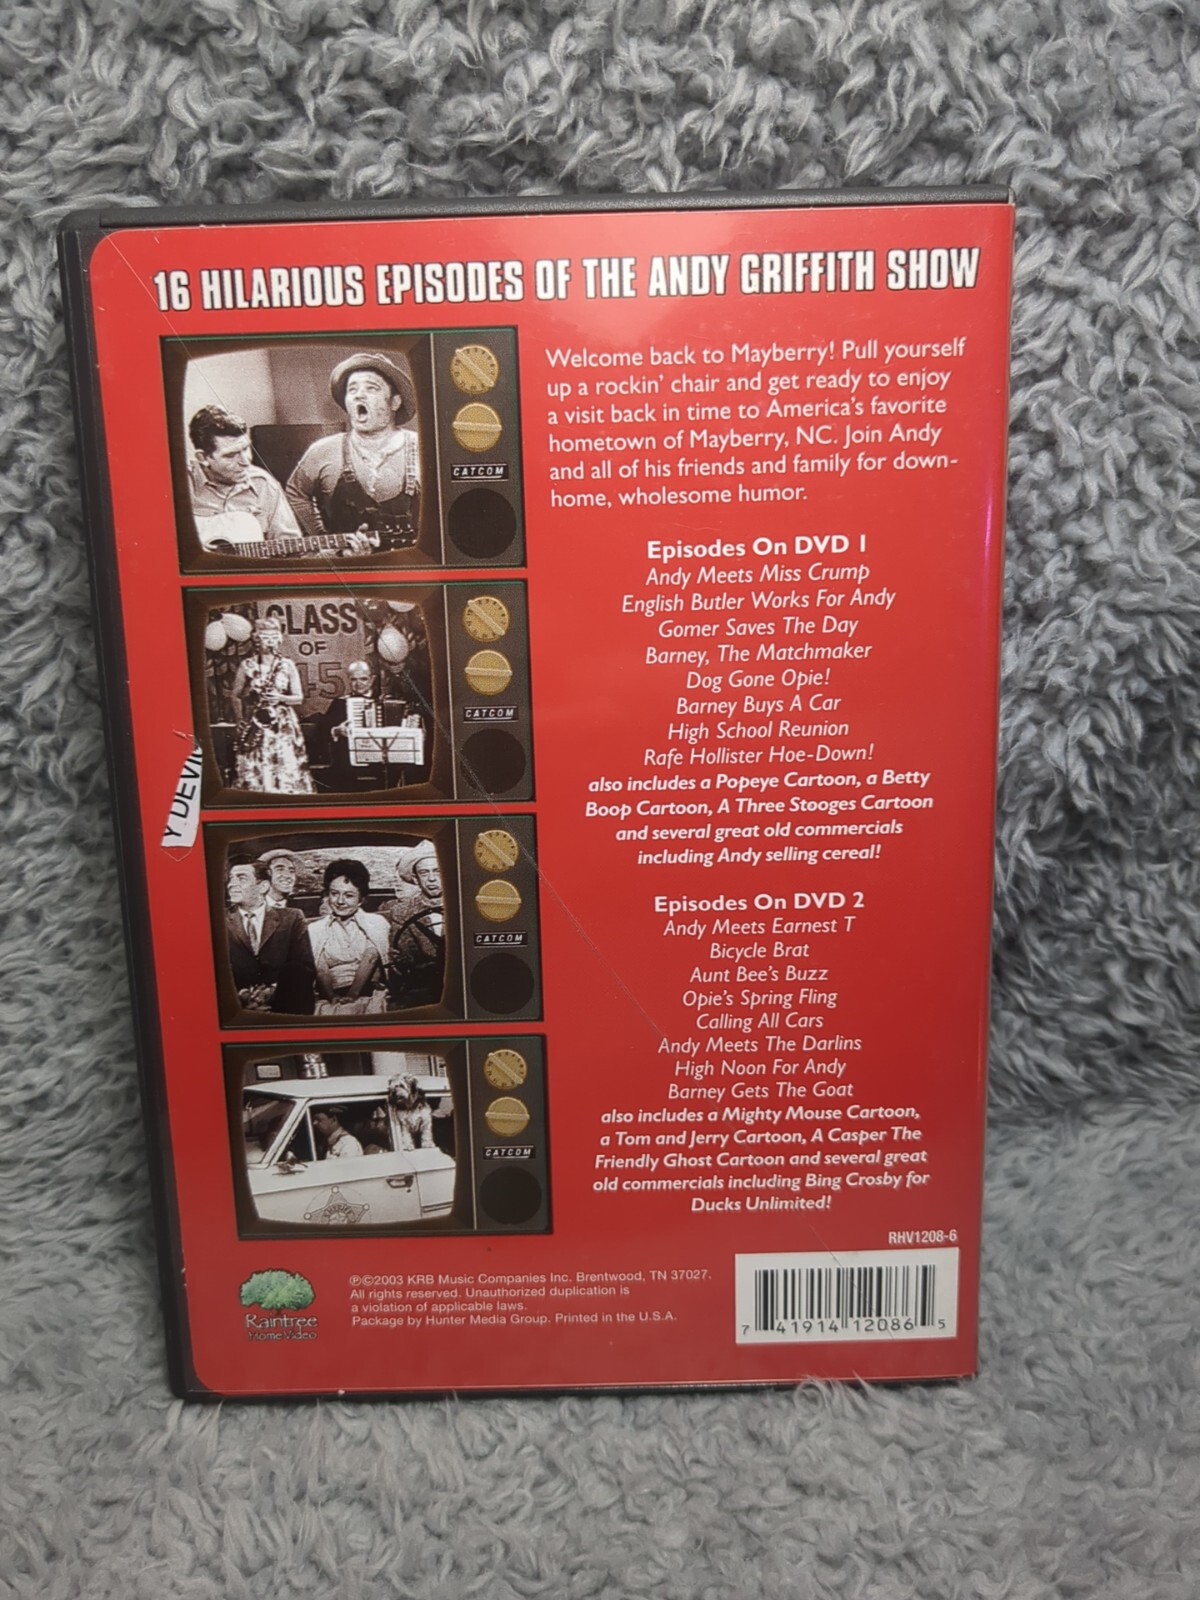 16 HILARIOUS EPISODES OF THE ANDY GRIFFITH SHOW
Welcome back to Mayberry! Pull yourself
up a rockin' chair and get ready to enjoy
a visit back in time to America's favorite
hometown of Mayberry, NC. Join Andy
and all of his friends and family for down-
home, wholesome humor.
CATCOM
CLASS
OF
45
CATCOM
CATCOM
CATCOM
Y DEVIC
Episodes On DVD 1
Andy Meets Miss Crump
English Butler Works For Andy
Gomer Saves The Day
Barney, The Matchmaker
Dog Gone Opie!
Barney Buys A Car
High School Reunion
Rafe Hollister Hoe-Down!
also includes a Popeye Cartoon, a Betty
Boop Cartoon, A Three Stooges Cartoon
and several great old commercials
including Andy selling cereal!
Episodes On DVD 2
Andy Meets Earnest T
Bicycle Brat
Aunt Bee's Buzz
Opie's Spring Fling
Calling All Cars
Andy Meets The Darlins
High Noon For Andy
Barney Gets The Goat
also includes a Mighty Mouse Cartoon,
a Tom and Jerry Cartoon, A Casper The
Friendly Ghost Cartoon and several great
old commercials including Bing Crosby for
Ducks Unlimited!
RHV1208-6
Raintree
Home Video
℗©2003 KRB Music Companies Inc. Brentwood, TN 37027.
All rights reserved. Unauthorized duplication is
a violation of applicable laws.
Package by Hunter Media Group. Printed in the U.S.A.
7 41914 12086 5